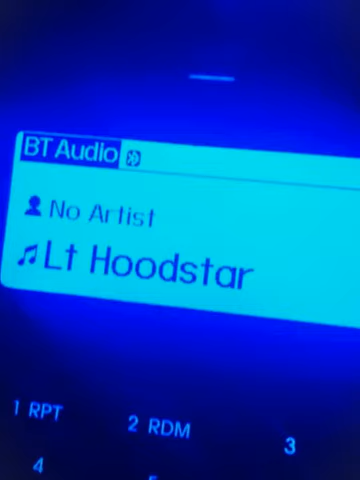 BT Audio
No Artist
Lt Hoodstar
1 RPT 2 RDM 3
4